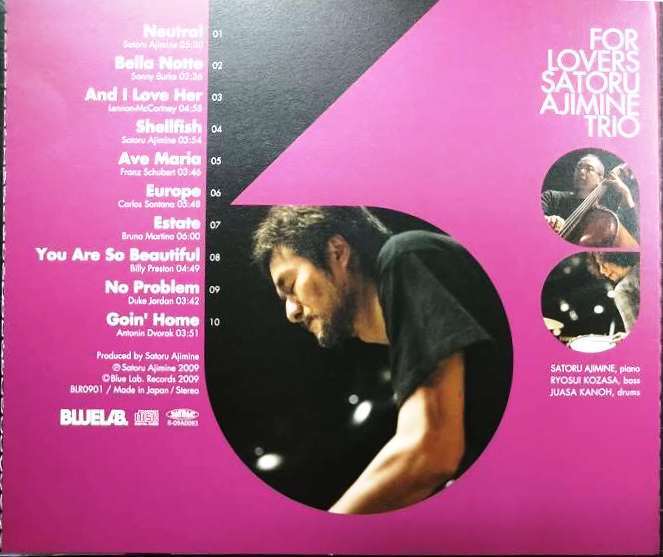 Neutral 01
Satoru Ajimine 05:00
Bella Notte 02
Sonny Burke 03:36
And I Love Her 03
Lennon-McCartney 04:58
Shellfish 04
Satoru Ajimine 03:54
Ave Maria 05
Franz Schubert 03:46
Europe 06
Carlos Santana 05:48
Estate 07
Bruno Martino 06:00
You Are So Beautiful 08
Billy Preston 04:49
No Problem 09
Duke Jordan 03:42
Goin' Home 10
Antonin Dvorak 03:51
Produced by Satoru Ajimine
Ⓟ Satoru Ajimine 2009
© Blue Lab. Records 2009
BLR0901 / Made in Japan / Stereo
BLUELAB.
FOR
LOVERS
SATORU
AJIMINE
TRIO
SATORU AJIMINE, piano
RYOSUI KOZASA, bass
JUASA KANOH, drums